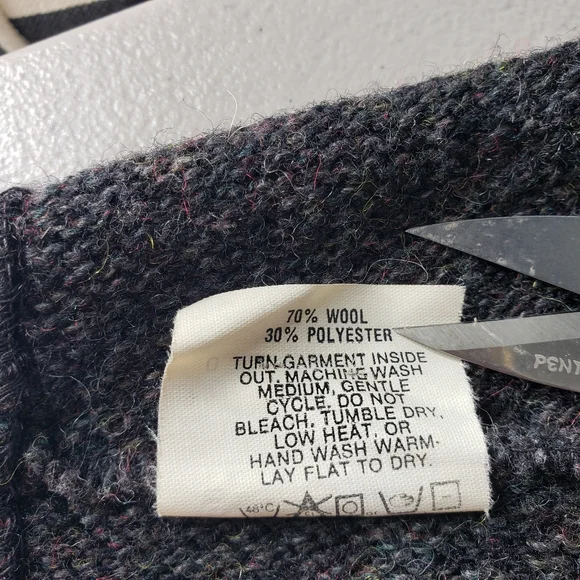 70% WOOL
30% POLYESTER
TURN GARMENT INSIDE
OUT. MACHINE WASH
MEDIUM, GENTLE
CYCLE, DO NOT
BLEACH, TUMBLE DRY,
LOW HEAT, OR
HAND WASH WARM-
LAY FLAT TO DRY.
48°C